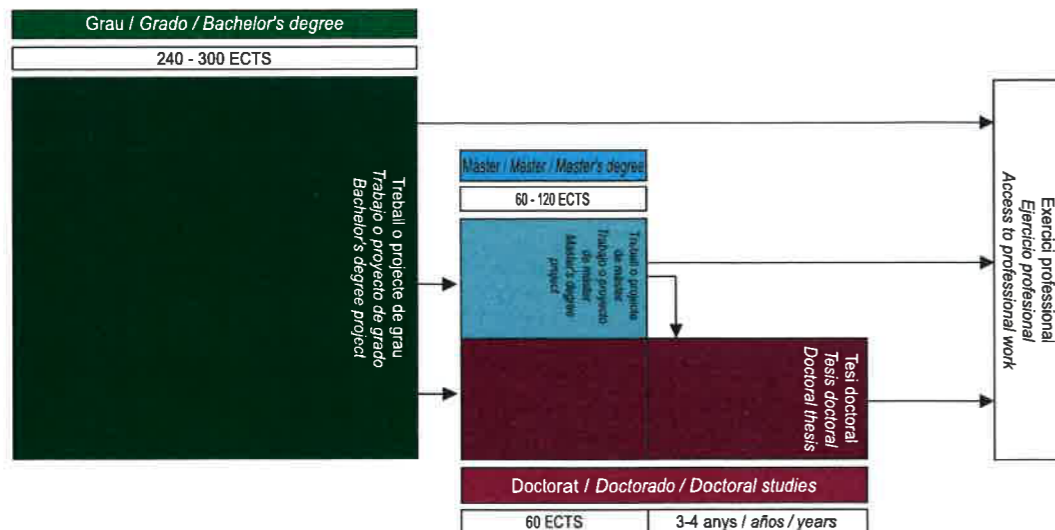 Grau / Grado / Bachelor's degree
240 - 300 ECTS
Treball o projecte de grau
Trabajo o proyecto de grado
Bachelor's degree project
Màster / Máster / Master's degree
60 - 120 ECTS
Treball o projecte
de màster
Trabajo o proyecto
de máster
Master's degree
project
Tesi doctoral
Tesis doctoral
Doctoral thesis
Doctorat / Doctorado / Doctoral studies
60 ECTS
3-4 anys / años / years
Exercici professional
Ejercicio profesional
Access to professional work